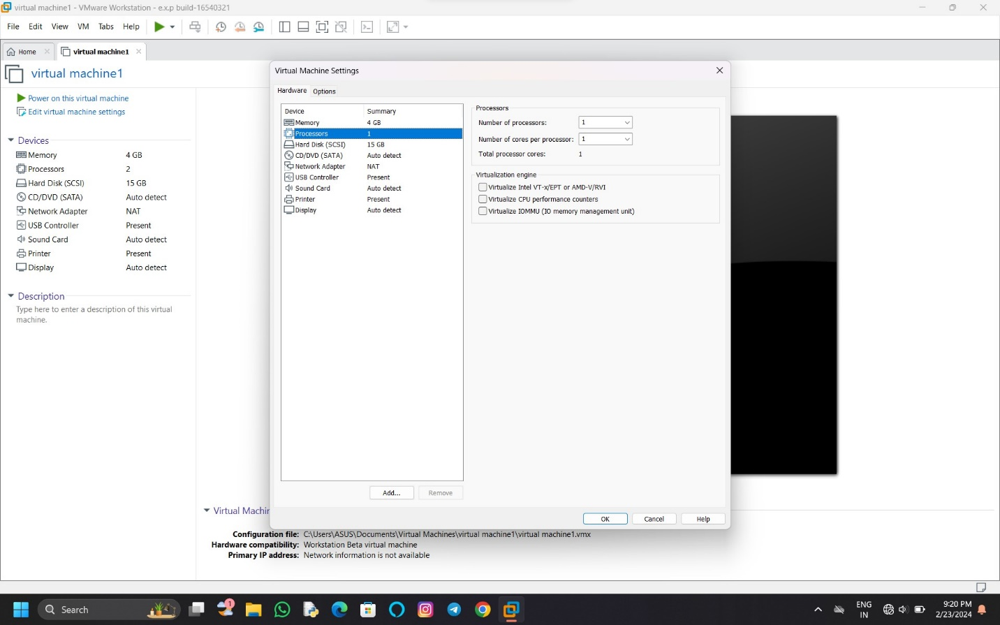 virtual machine1 - VMware Workstation - e.x.p build-16540321
File Edit View VM Tabs Help
Home virtual machine1
virtual machine1
Power on this virtual machine
Edit virtual machine settings
Devices
Memory 4 GB
Processors 2
Hard Disk (SCSI) 15 GB
CD/DVD (SATA) Auto detect
Network Adapter NAT
USB Controller Present
Sound Card Auto detect
Printer Present
Display Auto detect
Description
Type here to enter a description of this virtual
machine.
Virtual Machine Settings
Hardware Options
Device Summary
Memory 4 GB
Processors 1
Hard Disk (SCSI) 15 GB
CD/DVD (SATA) Auto detect
Network Adapter NAT
USB Controller Present
Sound Card Auto detect
Printer Present
Display Auto detect
Add... Remove
Processors
Number of processors: 1
Number of cores per processor: 1
Total processor cores: 1
Virtualization engine
Virtualize Intel VT-x/EPT or AMD-V/RVI
Virtualize CPU performance counters
Virtualize IOMMU (IO memory management unit)
OK Cancel Help
Virtual Machin
Configuration file: C:\Users\ASUS\Documents\Virtual Machines\virtual machine1\virtual machine1.vmx
Hardware compatibility: Workstation Beta virtual machine
Primary IP address: Network information is not available
Search
1
ENG
IN
9:20 PM
2/23/2024